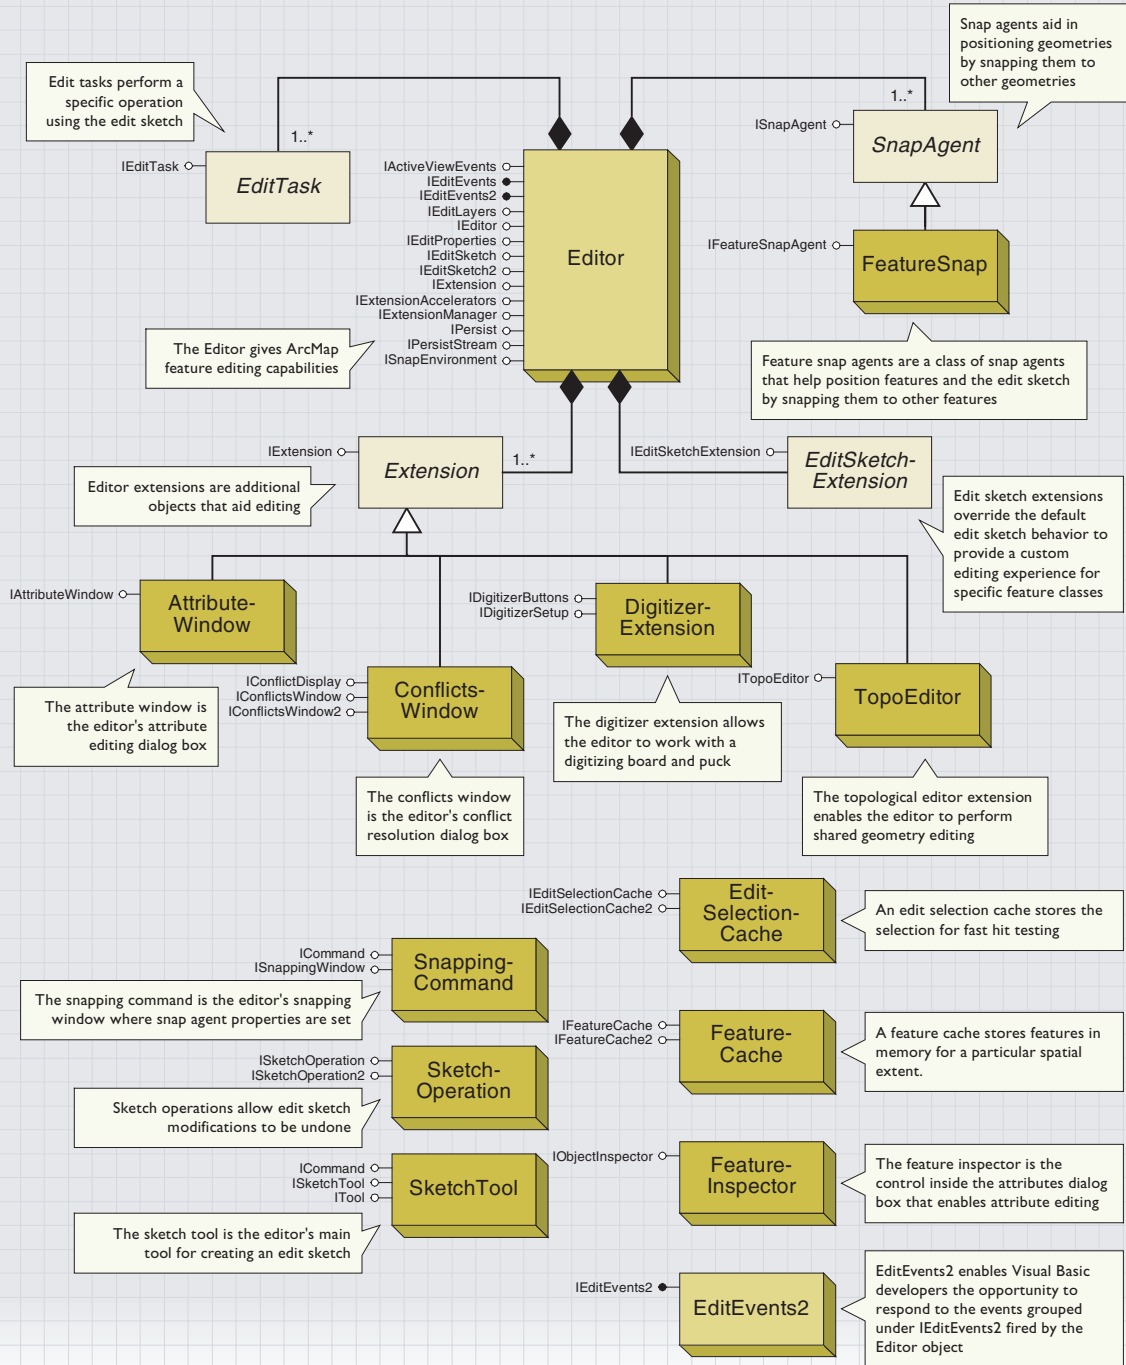 Snap agents aid in
positioning geometries
by snapping them to
other geometries
Edit tasks perform a
specific operation
using the edit sketch
1..*
1..*
ISnapAgent
SnapAgent
IEditTask
EditTask
IActiveViewEvents
IEditEvents
IEditEvents2
IEditLayers
IEditor
IEditProperties
IEditSketch
IEditSketch2
IExtension
IExtensionAccelerators
IExtensionManager
IPersist
IPersistStream
ISnapEnvironment
Editor
IFeatureSnapAgent
FeatureSnap
The Editor gives ArcMap
feature editing capabilities
Feature snap agents are a class of snap agents
that help position features and the edit sketch
by snapping them to other features
IExtension
Extension
1..*
IEditSketchExtension
EditSketch-
Extension
Editor extensions are additional
objects that aid editing
Edit sketch extensions
override the default
edit sketch behavior to
provide a custom
editing experience for
specific feature classes
IAttributeWindow
Attribute-
Window
IDigitizerButtons
IDigitizerSetup
Digitizer-
Extension
The attribute window is
the editor's attribute
editing dialog box
IConflictDisplay
IConflictsWindow
IConflictsWindow2
Conflicts-
Window
ITopoEditor
TopoEditor
The digitizer extension allows
the editor to work with a
digitizing board and puck
The conflicts window
is the editor's conflict
resolution dialog box
The topological editor extension
enables the editor to perform
shared geometry editing
IEditSelectionCache
IEditSelectionCache2
Edit-
Selection-
Cache
An edit selection cache stores the
selection for fast hit testing
ICommand
ISnappingWindow
Snapping-
Command
The snapping command is the editor's snapping
window where snap agent properties are set
IFeatureCache
IFeatureCache2
Feature-
Cache
A feature cache stores features in
memory for a particular spatial
extent.
ISketchOperation
ISketchOperation2
Sketch-
Operation
Sketch operations allow edit sketch
modifications to be undone
IObjectInspector
Feature-
Inspector
The feature inspector is the
control inside the attributes dialog
box that enables attribute editing
ICommand
ISketchTool
ITool
SketchTool
The sketch tool is the editor's main
tool for creating an edit sketch
IEditEvents2
EditEvents2
EditEvents2 enables Visual Basic
developers the opportunity to
respond to the events grouped
under IEditEvents2 fired by the
Editor object